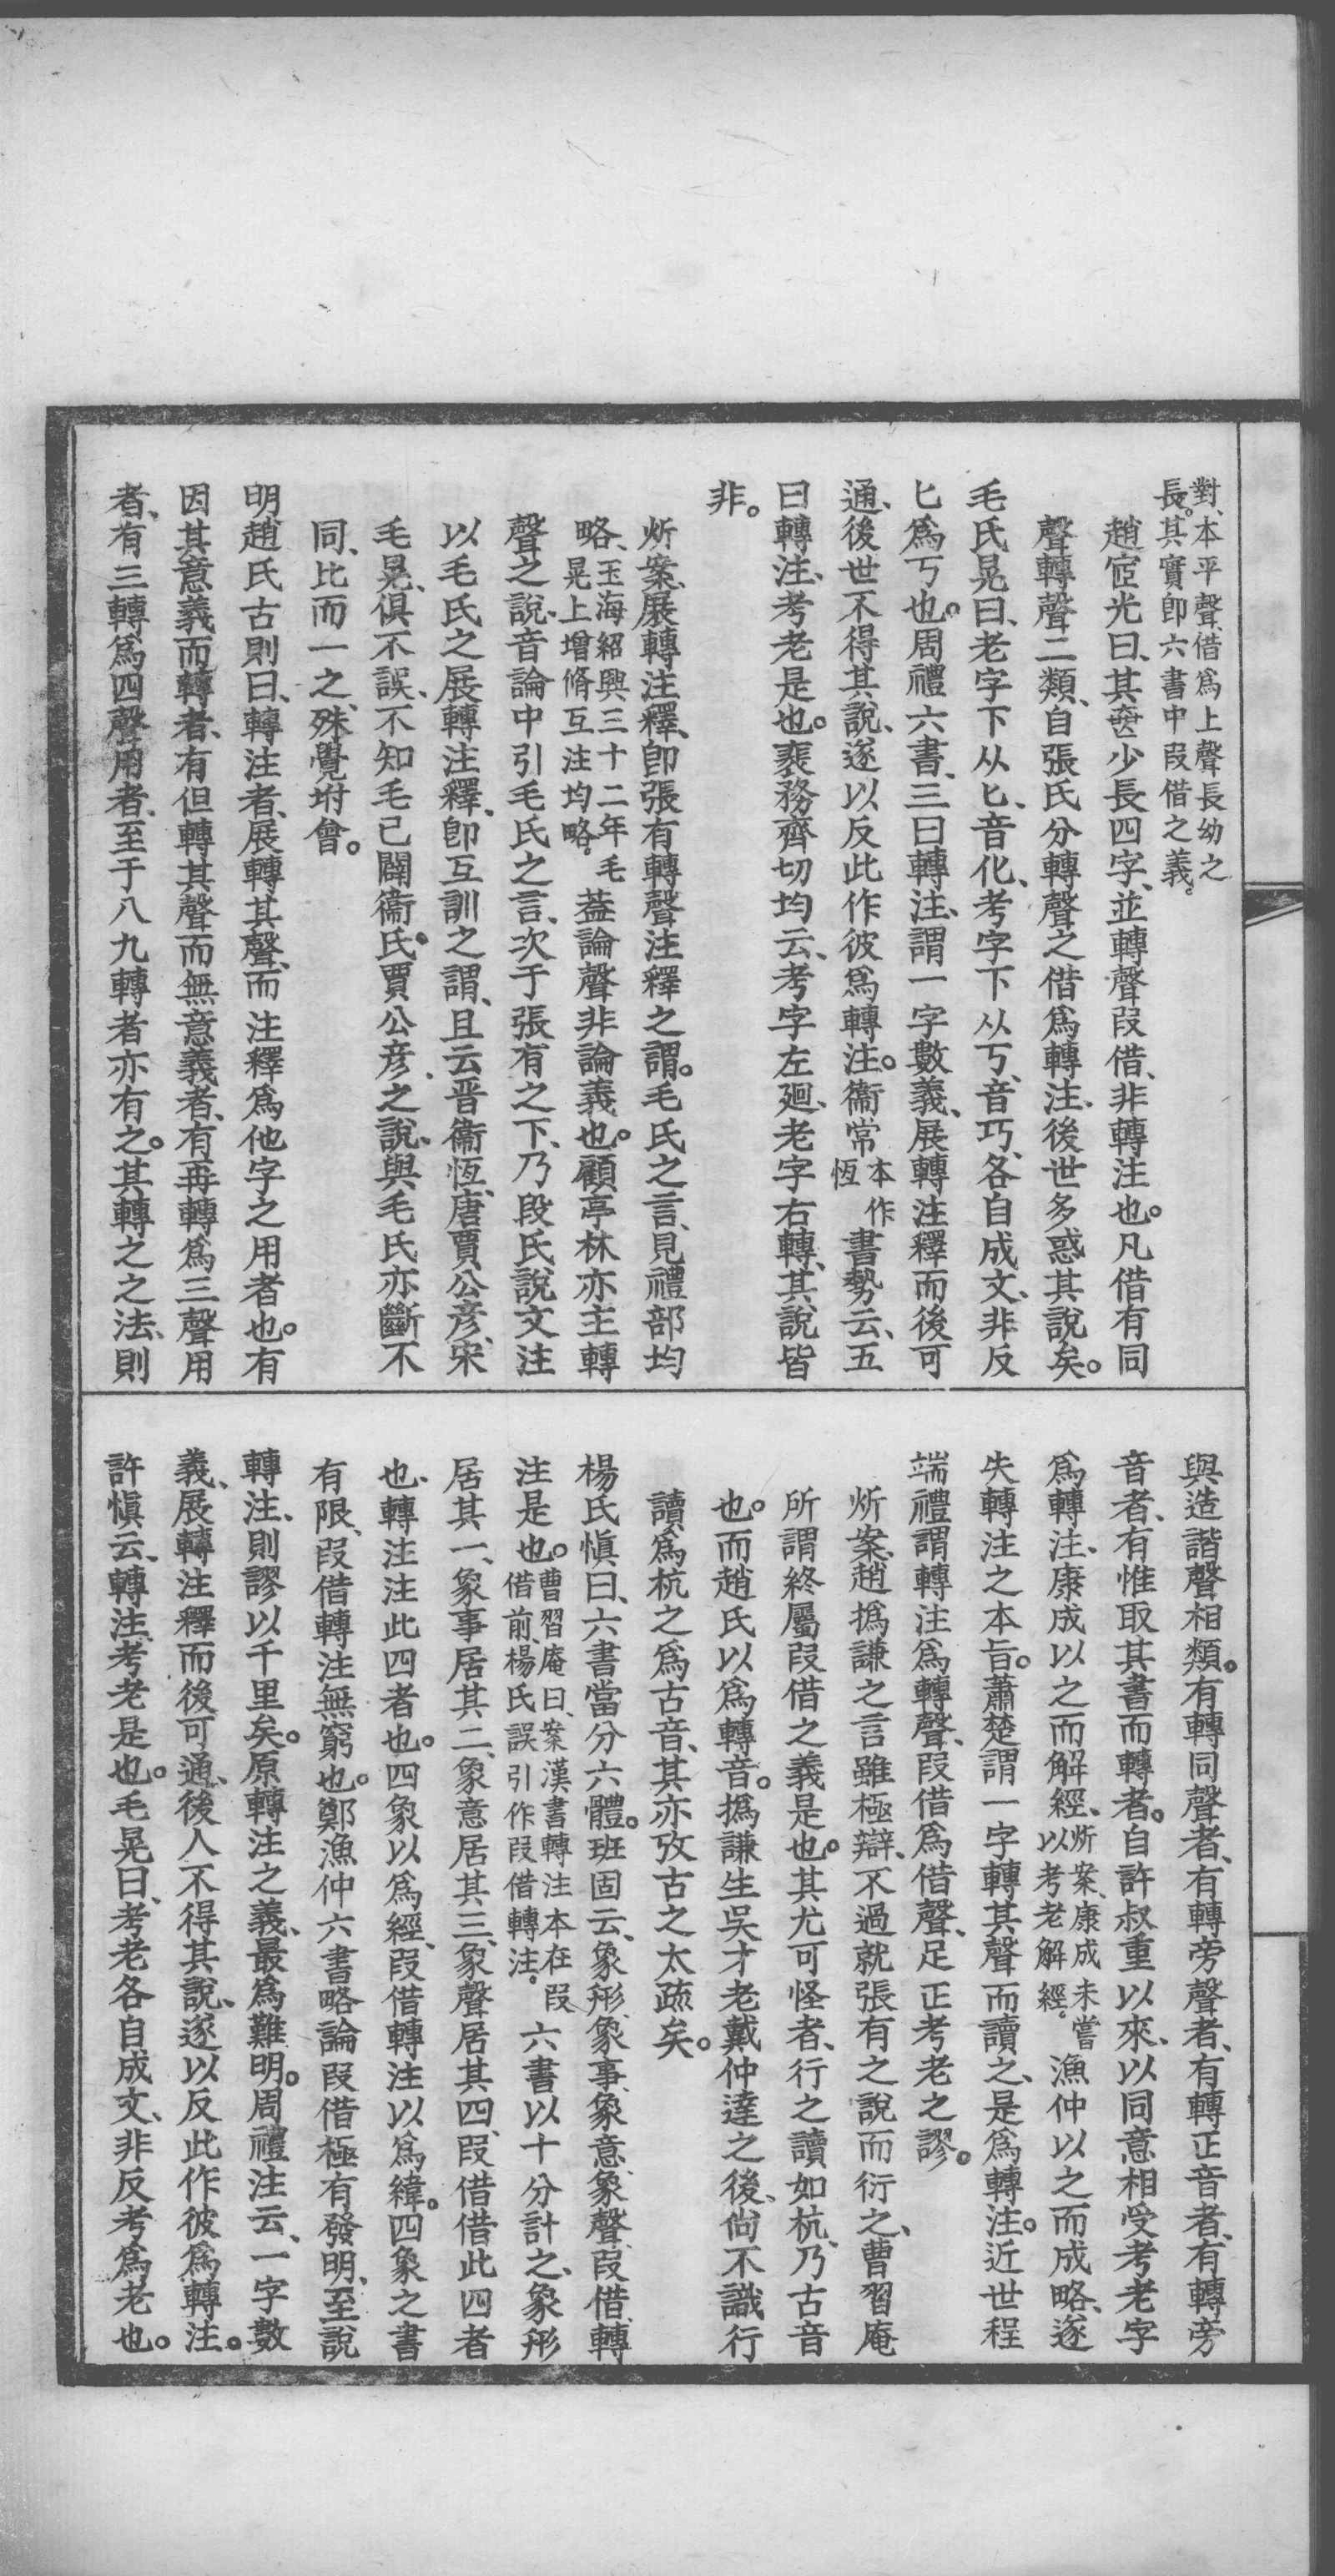 對、本平聲、借爲上聲長幼之
長。其實卽六書中叚借之義。
趙宧光曰、其少長四字、並轉聲叚借、非轉注也。凡借有同
聲轉聲二類、自張氏分轉聲之借爲轉注、後世多惑其說矣。
毛氏晃曰、老字下从匕、音化、考字下从丂、音巧、各自成文、非反
匕爲丂也。周禮六書、三曰轉注、謂一字數義、展轉注釋而後可
通、後世不得其說、遂以反此作彼爲轉注。衞常本作恆書勢云、五
曰轉注、考老是也。裴務齊切均云、考字左廻、老字右轉、其說皆
非。
炘案、展轉注釋、卽張有轉聲注釋之謂。毛氏之言、見禮部均
略、玉海紹興三十二年毛晃上增脩互注均略。葢論聲非論義也。顧亭林亦主轉
聲之說、音論中引毛氏之言、次于張有之下、乃段氏說文注
以毛氏之展轉注釋、卽互訓之謂、且云晋衞恆、唐賈公彦、宋
毛晃、俱不誤、不知毛已闢衞氏、賈公彦、之說、與毛氏亦斷不
同、比而一之、殊覺坿會。
明趙氏古則曰、轉注者、展轉其聲、而注釋爲他字之用者也。有
因其意義而轉者、有但轉其聲而無意義者、有再轉爲三聲用
者、有三轉爲四聲用者、至于八九轉者亦有之。其轉之之法、則
與造諧聲相類。有轉同聲者、有轉旁聲者、有轉正音者、有轉旁
音者、有惟取其書而轉者。自許叔重以來、以同意相受考老字
爲轉注、康成以之而解經、炘案、康成未嘗以考老解經。漁仲以之而成略、遂
失轉注之本旨。蕭楚謂一字轉其聲而讀之、是爲轉注。近世程
端禮謂轉注爲轉聲、叚借爲借聲、足正考老之謬。
炘案、趙撝謙之言雖極辯、不過就張有之說而衍之、曹習庵
所謂終屬叚借之義是也。其尤可怪者、行之讀如杭、乃古音
也。而趙氏以爲轉音。撝謙生吳才老戴仲達之後、尙不識行
讀爲杭之爲古音、其亦攷古之太疏矣。
楊氏愼曰、六書當分六體。班固云、象形、象事、象意、象聲、叚借、轉
注是也。曹習庵曰、案漢書轉注本在叚借前、楊氏誤引作叚借轉注。六書以十分計之、象形
居其一、象事居其二、象意居其三、象聲居其四、叚借借此四者
也、轉注注此四者也。四象以爲經、叚借轉注以爲緯。四象之書
有限、叚借轉注無窮也。鄭漁仲六書略論叚借極有發明、至說
轉注、則謬以千里矣。原轉注之義、最爲難明。周禮注云、一字數
義、展轉注釋而後可通、後人不得其說、遂以反此作彼爲轉注。
許愼云、轉注、考老是也。毛晃曰、考老各自成文、非反考爲老也。